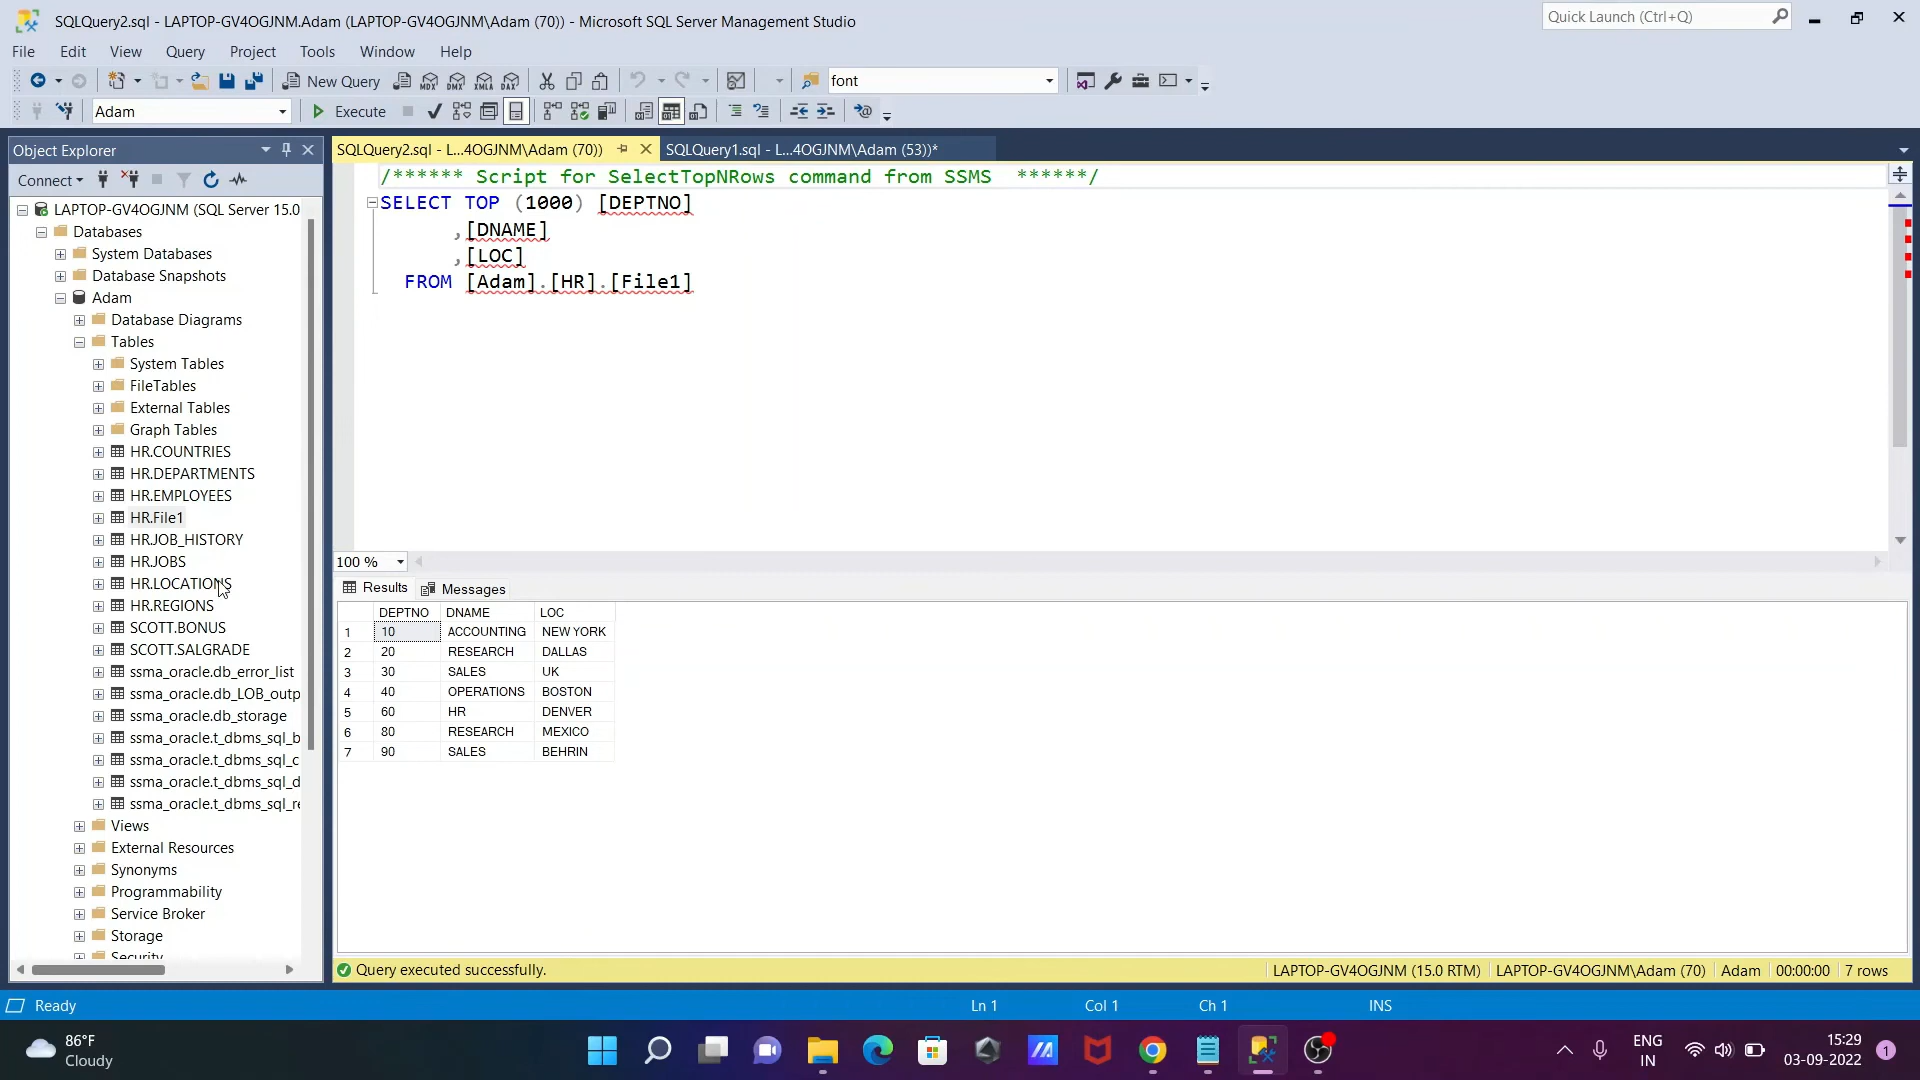 SQLQuery2.sql - LAPTOP-GV4OGJNM.Adam (LAPTOP-GV4OGJNM\Adam (70)) - Microsoft SQL Server Management Studio
Quick Launch (Ctrl+Q)
File Edit View Query Project Tools Window Help
New Query
MDX DMX XMLA DAX
font
Adam
Execute
Object Explorer
SQLQuery2.sql - L...4OGJNM\Adam (70))
SQLQuery1.sql - L...4OGJNM\Adam (53))*
Connect
LAPTOP-GV4OGJNM (SQL Server 15.0
Databases
System Databases
Database Snapshots
Adam
Database Diagrams
Tables
System Tables
FileTables
External Tables
Graph Tables
HR.COUNTRIES
HR.DEPARTMENTS
HR.EMPLOYEES
HR.File1
HR.JOB_HISTORY
HR.JOBS
HR.LOCATIONS
HR.REGIONS
SCOTT.BONUS
SCOTT.SALGRADE
ssma_oracle.db_error_list
ssma_oracle.db_LOB_outp
ssma_oracle.db_storage
ssma_oracle.t_dbms_sql_b
ssma_oracle.t_dbms_sql_c
ssma_oracle.t_dbms_sql_d
ssma_oracle.t_dbms_sql_re
Views
External Resources
Synonyms
Programmability
Service Broker
Storage
Security
/****** Script for SelectTopNRows command from SSMS ******/
SELECT TOP (1000) [DEPTNO]
,[DNAME]
,[LOC]
FROM [Adam].[HR].[File1]
100 %
Results Messages
DEPTNO DNAME LOC
1 10 ACCOUNTING NEW YORK
2 20 RESEARCH DALLAS
3 30 SALES UK
4 40 OPERATIONS BOSTON
5 60 HR DENVER
6 80 RESEARCH MEXICO
7 90 SALES BEHRIN
Query executed successfully.
LAPTOP-GV4OGJNM (15.0 RTM) LAPTOP-GV4OGJNM\Adam (70) Adam 00:00:00 7 rows
Ready
Ln 1 Col 1 Ch 1 INS
86°F
Cloudy
ENG
IN
15:29
03-09-2022
1